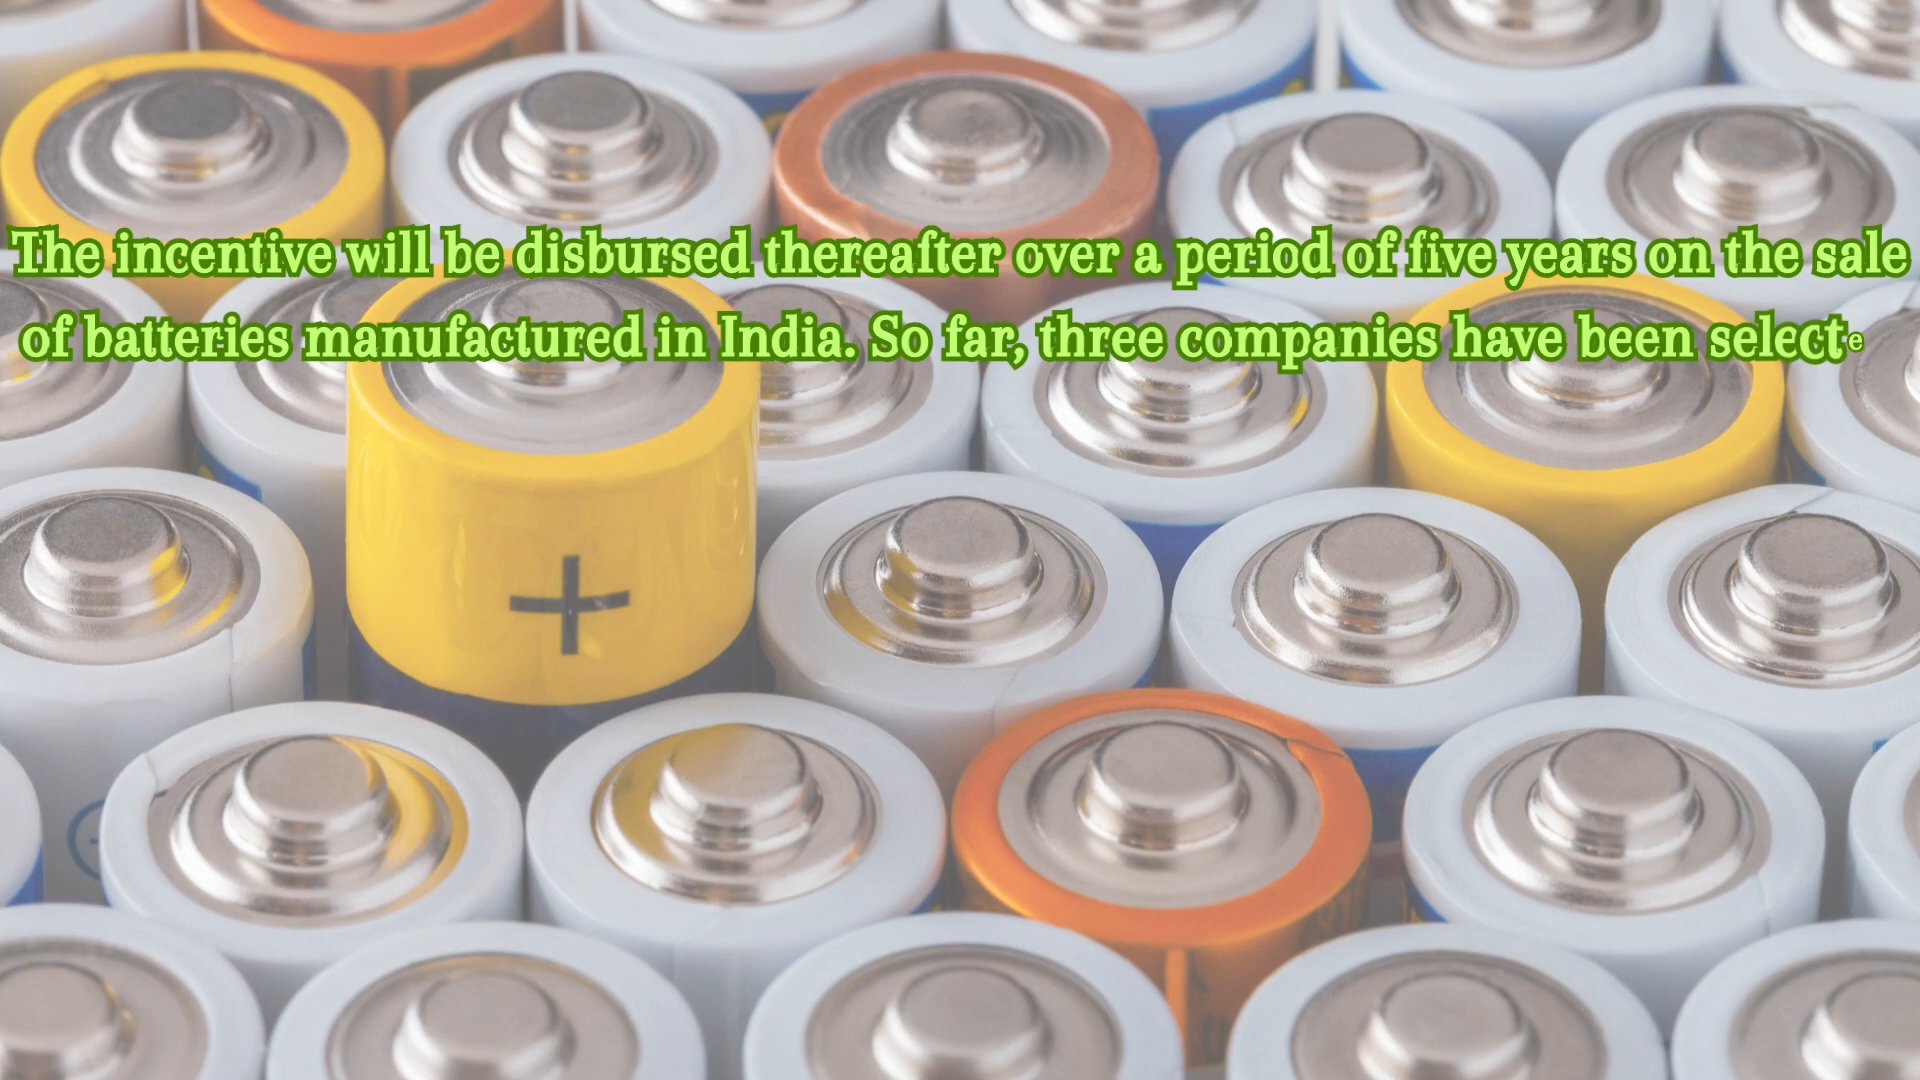 The incentive will be disbursed thereafter over a period of five years on the sale
of batteries manufactured in India. So far, three companies have been selecte
+